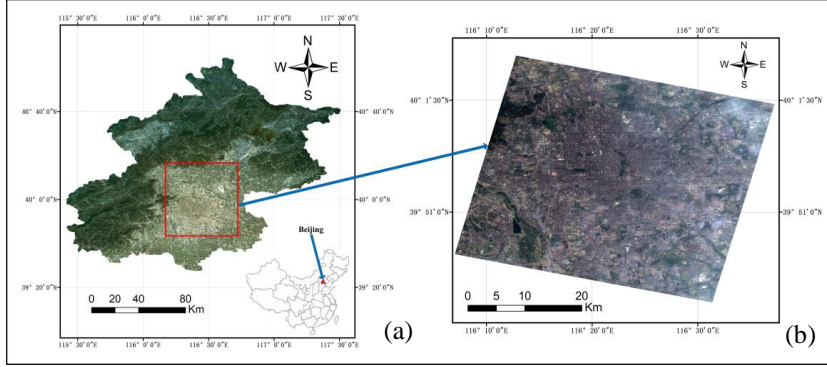 115° 30′0″E 116° 0′0″E 116° 30′0″E 117° 0′0″E 117° 30′0″E
N
W E
S
40° 40′0″N 40° 40′0″N
40° 0′0″N 40° 0′0″N
39° 20′0″N 39° 20′0″N
Beijing
0 20 40 80
Km
115° 30′0″E 116° 0′0″E 116° 30′0″E 117° 0′0″E 117° 30′0″E
(a)
116° 10′0″E 116° 20′0″E 116° 30′0″E
N
W E
S
40° 1′30″N 40° 1′30″N
39° 51′0″N 39° 51′0″N
0 5 10 20
Km
116° 10′0″E 116° 20′0″E 116° 30′0″E
(b)